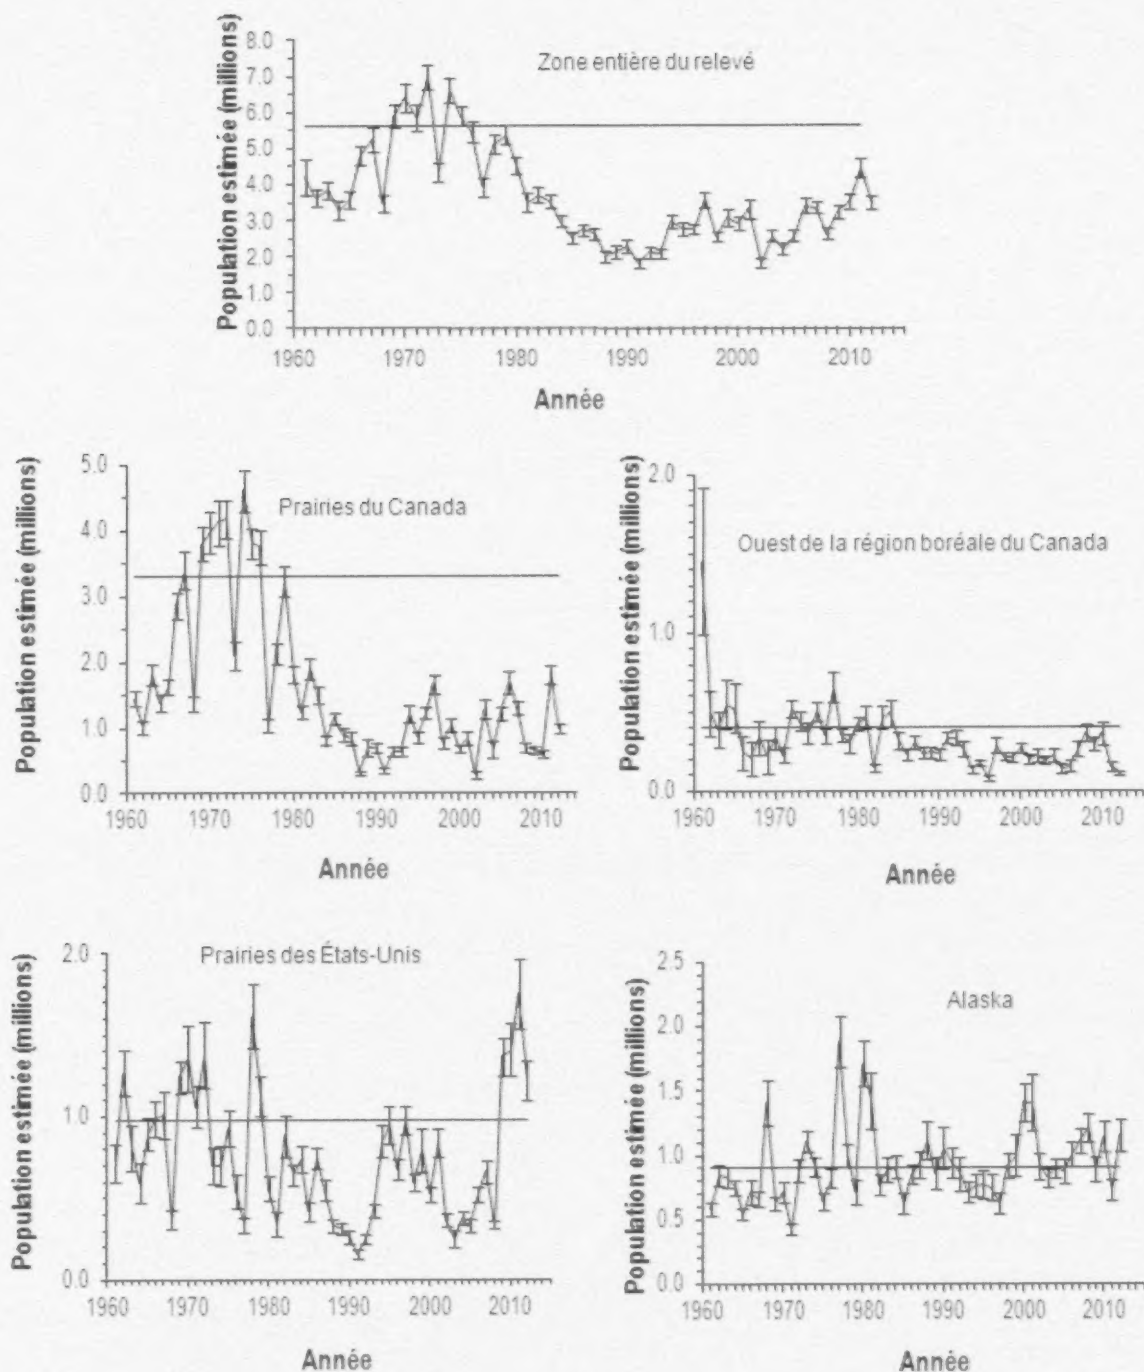 Zone entière du relevé
Population estimée (millions)
8.0
7.0
6.0
5.0
4.0
3.0
2.0
1.0
0.0
1960 1970 1980 1990 2000 2010
Année
Prairies du Canada
Population estimée (millions)
5.0
4.0
3.0
2.0
1.0
0.0
1960 1970 1980 1990 2000 2010
Année
Ouest de la région boréale du Canada
Population estimée (millions)
2.0
1.0
0.0
1960 1970 1980 1990 2000 2010
Année
Prairies des États-Unis
Population estimée (millions)
2.0
1.0
0.0
1960 1970 1980 1990 2000 2010
Année
Alaska
Population estimée (millions)
2.5
2.0
1.5
1.0
0.5
0.0
1960 1970 1980 1990 2000 2010
Année